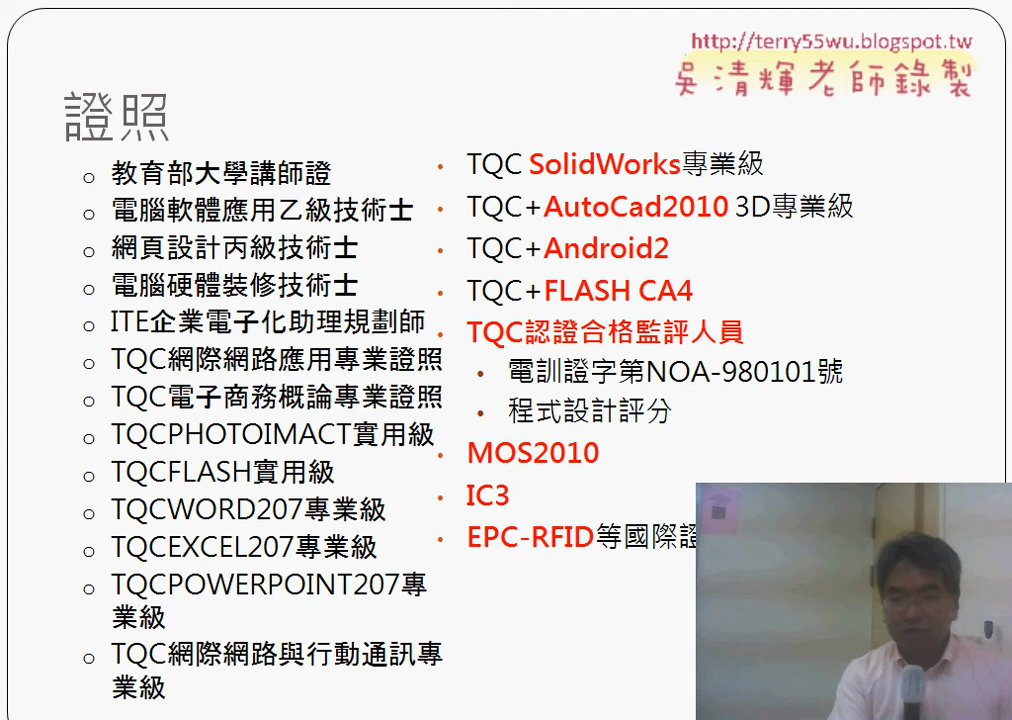 http://terry55wu.blogspot.tw
吳清輝老師錄製
證照
教育部大學講師證
電腦軟體應用乙級技術士
網頁設計丙級技術士
電腦硬體裝修技術士
ITE企業電子化助理規劃師
TQC網際網路應用專業證照
TQC電子商務概論專業證照
TQCPHOTOIMACT實用級
TQCFLASH實用級
TQCWORD207專業級
TQCEXCEL207專業級
TQCPOWERPOINT207專
業級
TQC網際網路與行動通訊專
業級
TQC SolidWorks專業級
TQC+AutoCad2010 3D專業級
TQC+Android2
TQC+FLASH CA4
TQC認證合格監評人員
電訓證字第NOA-980101號
程式設計評分
MOS2010
IC3
EPC-RFID等國際證